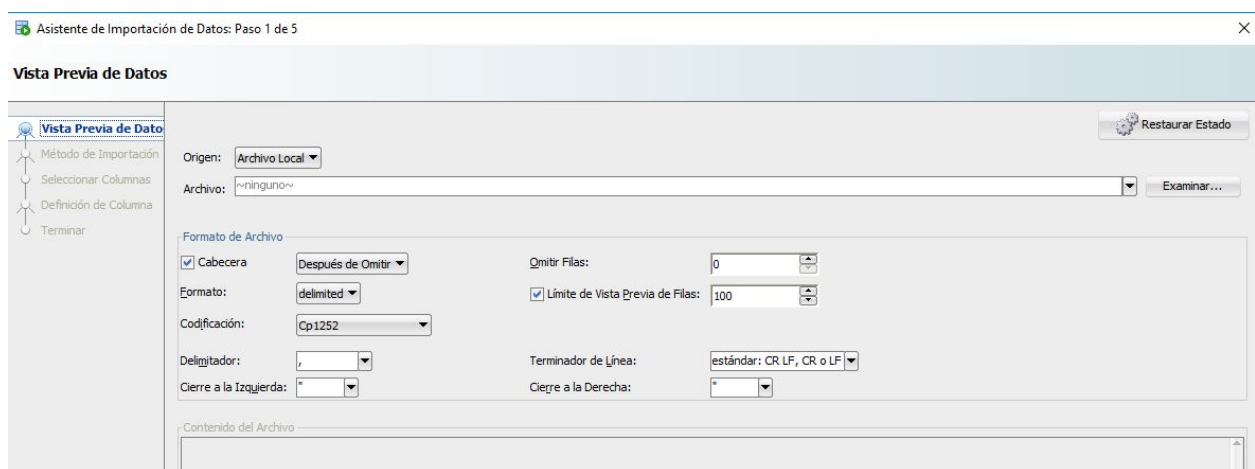 Asistente de Importación de Datos: Paso 1 de 5
Vista Previa de Datos
Vista Previa de Dato
Método de Importación
Seleccionar Columnas
Definición de Columna
Terminar
Restaurar Estado
Origen: Archivo Local
Archivo: ~ninguno~ Examinar...
Formato de Archivo
Cabecera Después de Omitir Omitir Filas: 0
Formato: delimited Límite de Vista Previa de Filas: 100
Codificación: Cp1252
Delimitador: , Terminador de Línea: estándar: CR LF, CR o LF
Cierre a la Izquierda: " Cierre a la Derecha: "
Contenido del Archivo